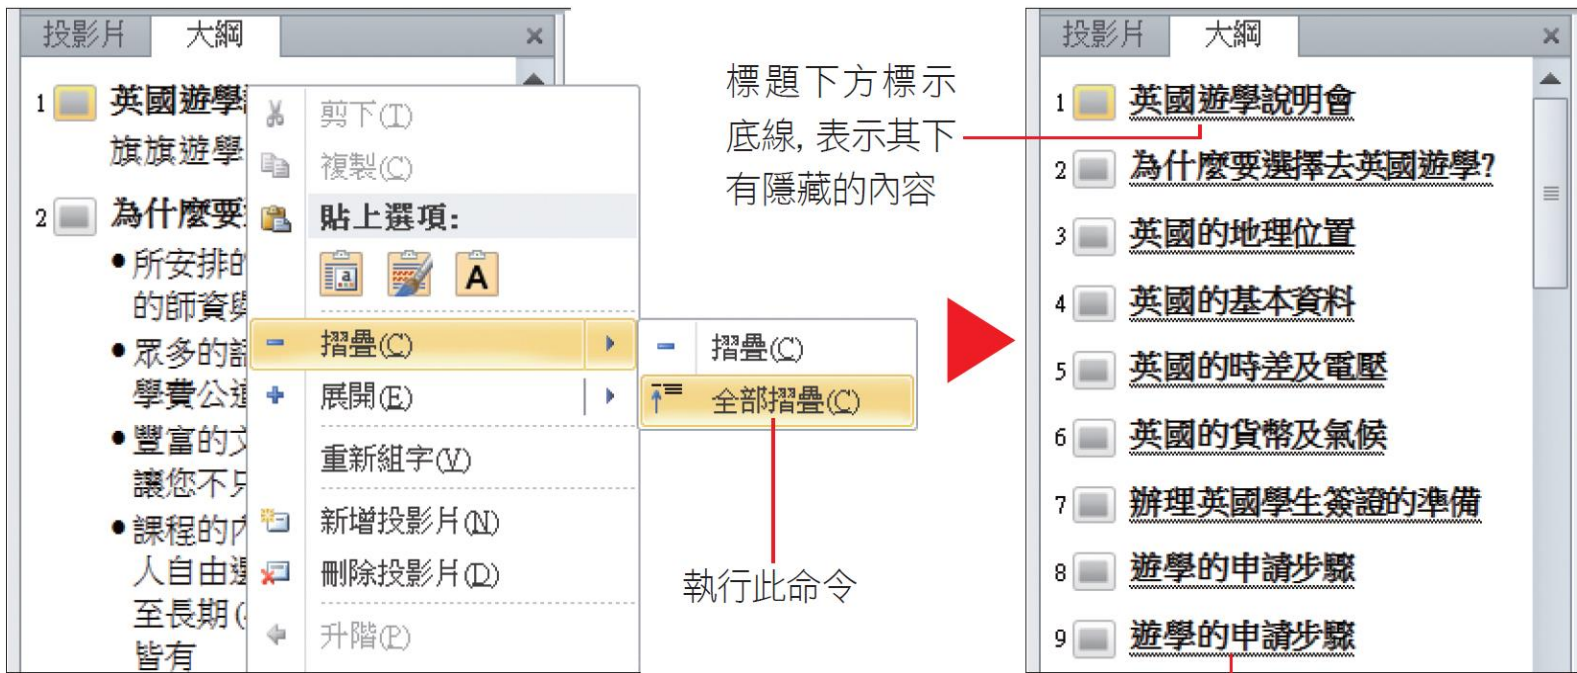 投影片 大綱
1 英國遊學
旗旗遊學
2 為什麼要
•所安排的
的師資與
•眾多的
學費公道
•豐富的文
讓您不只
•課程的內
人自由選
至長期(
皆有
剪下(T)
複製(C)
貼上選項:
a A
摺疊(C)
展開(E)
重新組字(V)
新增投影片(N)
刪除投影片(D)
升階(P)
摺疊(C)
全部摺疊(C)
執行此命令
標題下方標示
底線, 表示其下
有隱藏的內容
投影片 大綱
1 英國遊學說明會
2 為什麼要選擇去英國遊學?
3 英國的地理位置
4 英國的基本資料
5 英國的時差及電壓
6 英國的貨幣及氣候
7 辦理英國學生簽證的準備
8 遊學的申請步驟
9 遊學的申請步驟